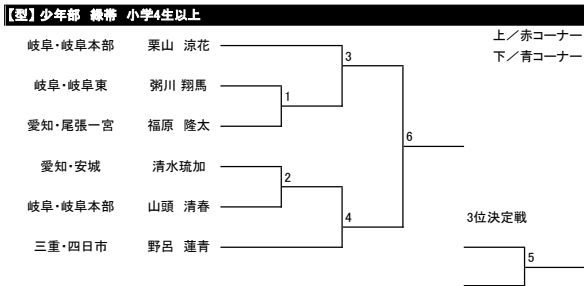 【型】 少年部 緑帯 小学4生以上
上／赤コーナー
下／青コーナー
岐阜・岐阜本部 栗山 涼花
3
岐阜・岐阜東 粥川 翔馬
1
愛知・尾張一宮 福原 隆太
6
愛知・安城 清水琉加
2
岐阜・岐阜本部 山頭 清春
4
3位決定戦
三重・四日市 野呂 蓮青
5